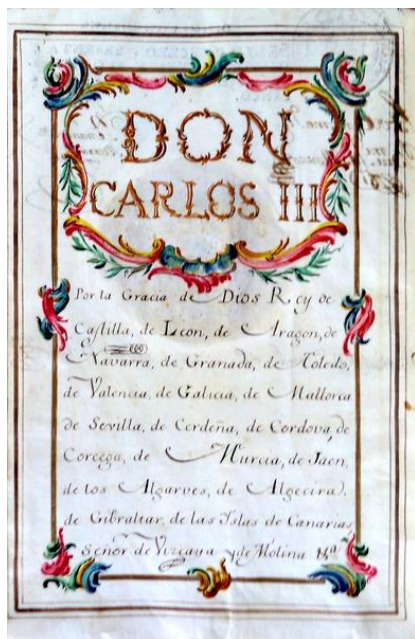 DON
CARLOS III
Por la Gracia de Dios Rey de
Castilla, de Leon, de Aragon, de
Navarra, de Granada, de Toledo,
de Valencia, de Galicia, de Mallorca
de Sevilla, de Cerdeña, de Cordova, de
Corcega, de Murcia, de Jaen,
de los Algarves, de Algecira,
de Gibraltar, de las Islas de Canarias
Señor de Vizcaya y de Molina &ª